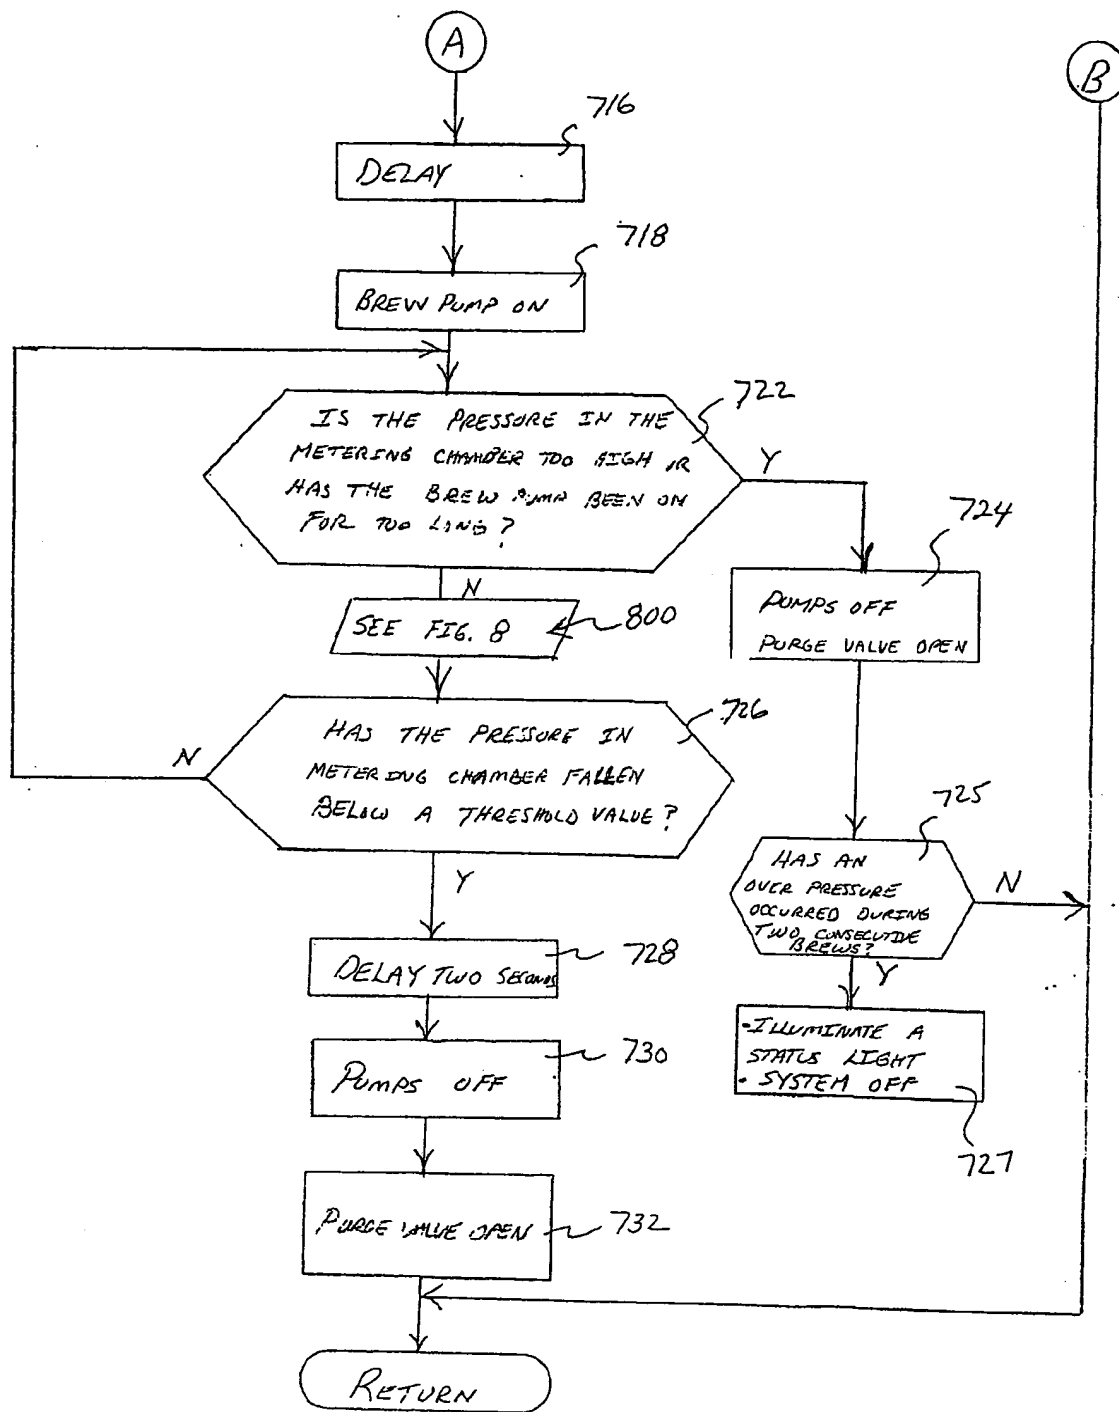 A
B
716
DELAY
718
BREW PUMP ON
722
IS THE PRESSURE IN THE
METERING CHAMBER TOO HIGH OR
HAS THE BREW PUMP BEEN ON
FOR TOO LONG?
Y
N
724
PUMPS OFF
PURGE VALUE OPEN
SEE FIG. 8
800
726
HAS THE PRESSURE IN
METERING CHAMBER FALLEN
BELOW A THRESHOLD VALUE?
N
Y
725
HAS AN
OVER PRESSURE
OCCURRED DURING
TWO CONSECUTIVE
BREWS?
N
Y
728
DELAY TWO SECONDS
730
PUMPS OFF
•ILLUMINATE A
STATUS LIGHT
• SYSTEM OFF
727
732
PURGE VALUE OPEN
RETURN